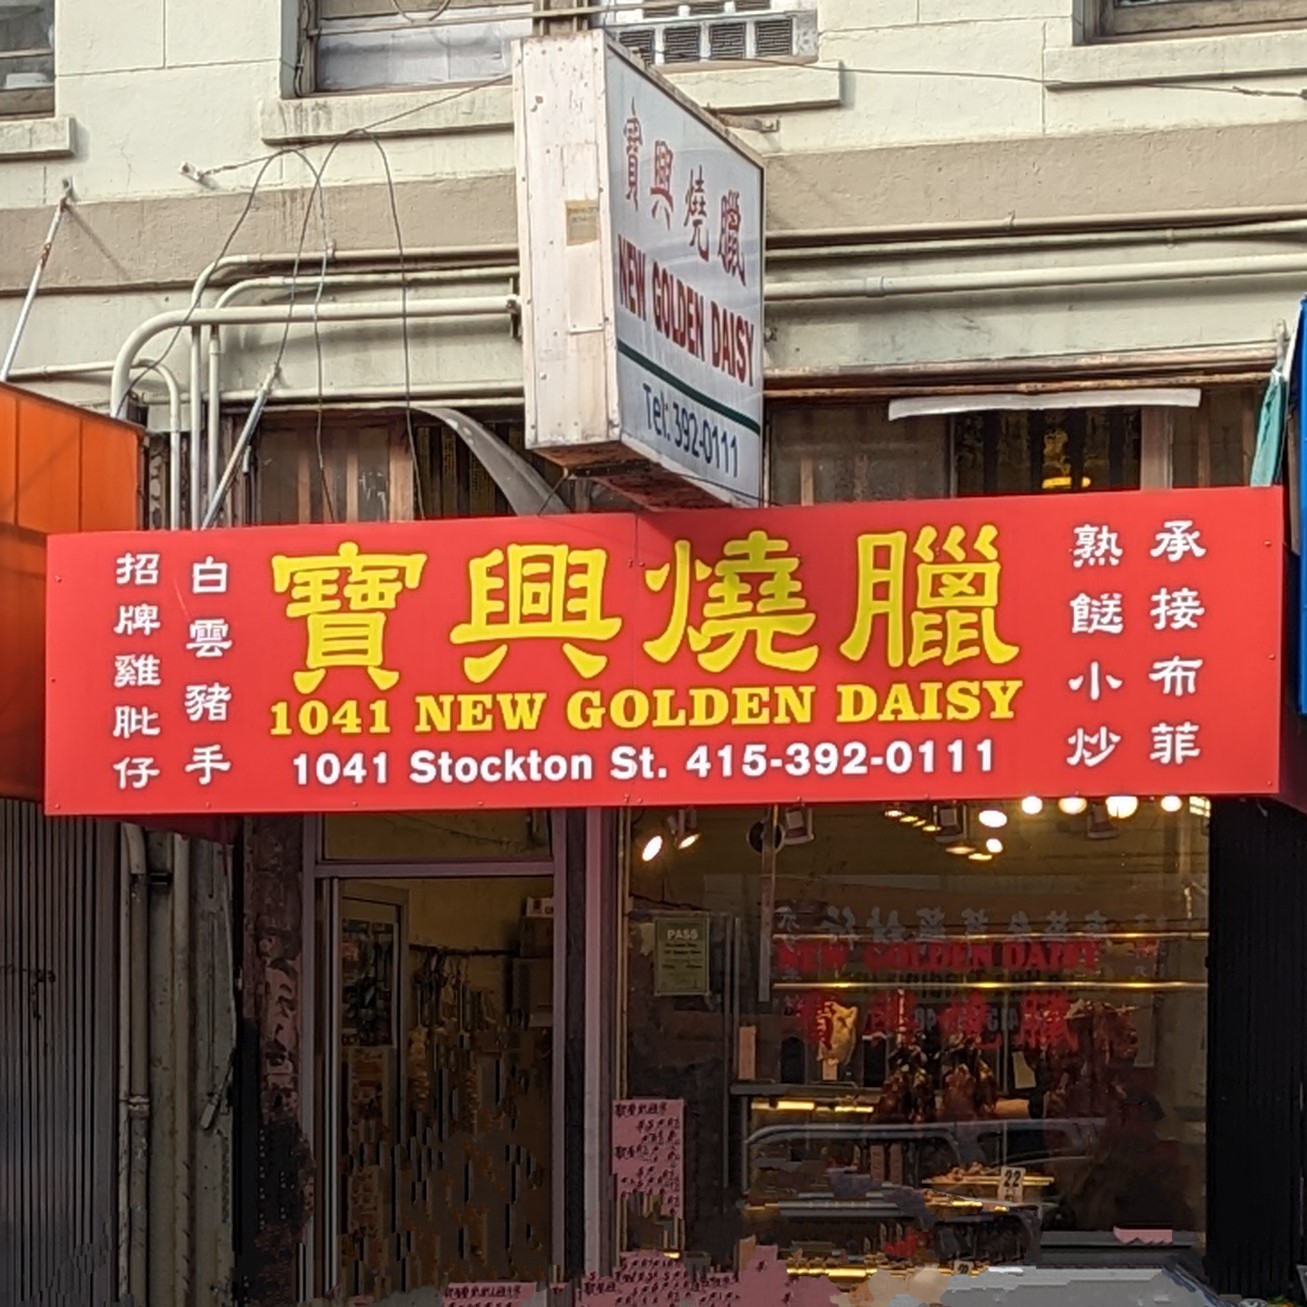 寶興燒臘
NEW GOLDEN DAISY
Tel: 392-0111
招牌雞肶仔
白雲豬手
寶興燒臘
1041 NEW GOLDEN DAISY
1041 Stockton St. 415-392-0111
熟餸小炒
承接布菲
PASS
NEW GOLDEN DAISY
22